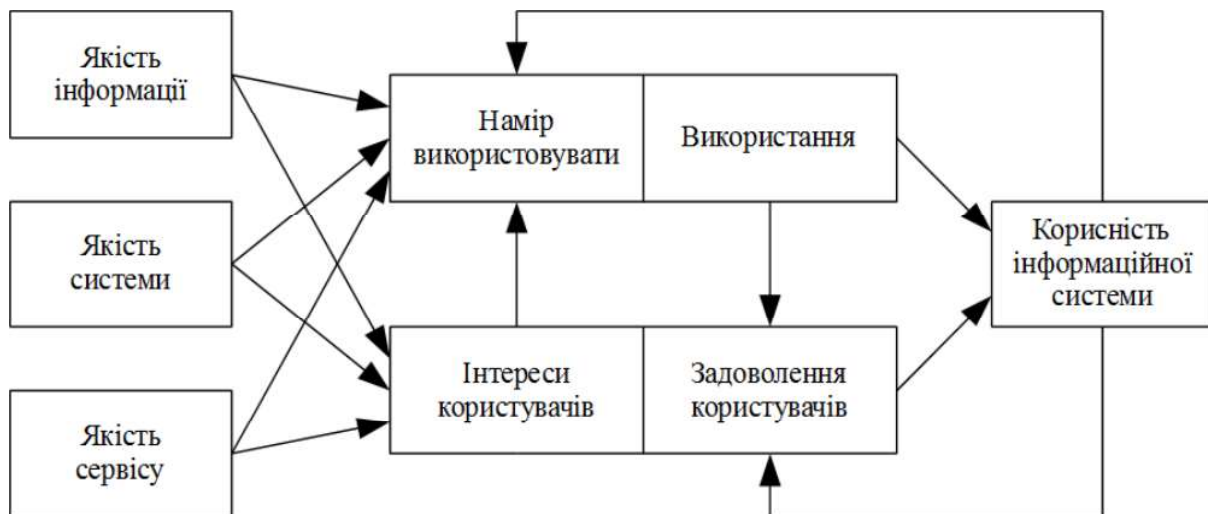 Якість
інформації
Намір
використовувати
Використання
Якість
системи
Корисність
інформаційної
системи
Інтереси
користувачів
Задоволення
користувачів
Якість
сервісу